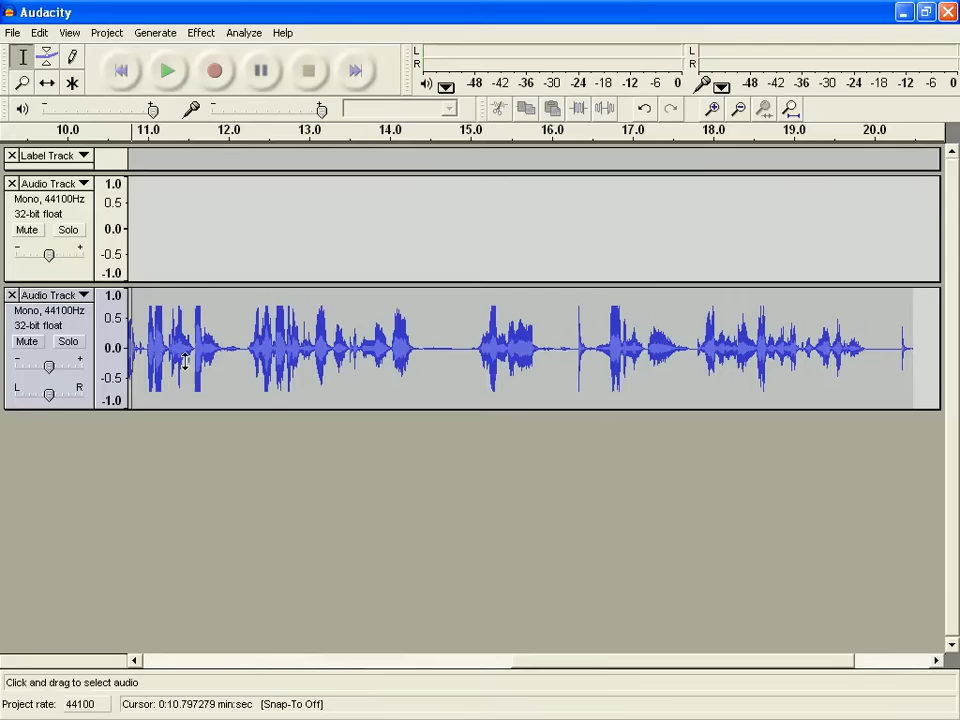 Audacity
File Edit View Project Generate Effect Analyze Help
L
R
-48 -42 -36 -30 -24 -18 -12 -6 0
L
R
-48 -42 -36 -30 -24 -18 -12 -6 0
10.0 11.0 12.0 13.0 14.0 15.0 16.0 17.0 18.0 19.0 20.0
Label Track
Audio Track
Mono, 44100Hz
32-bit float
Mute Solo
- +
1.0
0.5
0.0
-0.5
-1.0
Audio Track
Mono, 44100Hz
32-bit float
Mute Solo
- +
L R
1.0
0.5
0.0
-0.5
-1.0
Click and drag to select audio
Project rate: 44100 Cursor: 0:10.797279 min:sec [Snap-To Off]